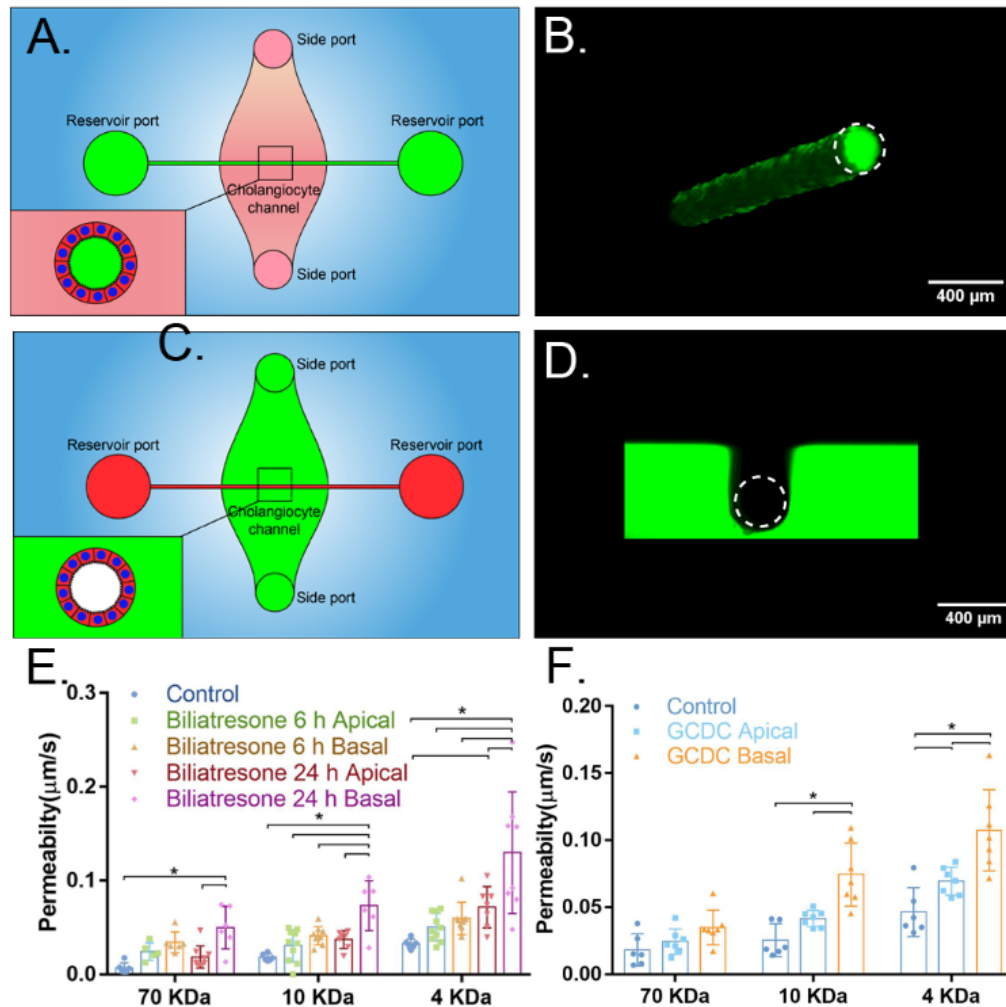 A.
Side port
Reservoir port
Reservoir port
Cholangiocyte
channel
Side port
B.
400 µm
C.
Side port
Reservoir port
Reservoir port
Cholangiocyte
channel
Side port
D.
400 µm
E.
Permeabilty(µm/s)
0.3
0.2
0.1
0.0
Control
Biliatresone 6 h Apical
Biliatresone 6 h Basal
Biliatresone 24 h Apical
Biliatresone 24 h Basal
*
*
*
70 KDa
10 KDa
4 KDa
F.
Permeability(µm/s)
0.20
0.15
0.10
0.05
0.00
Control
GCDC Apical
GCDC Basal
*
*
70 KDa
10 KDa
4 KDa